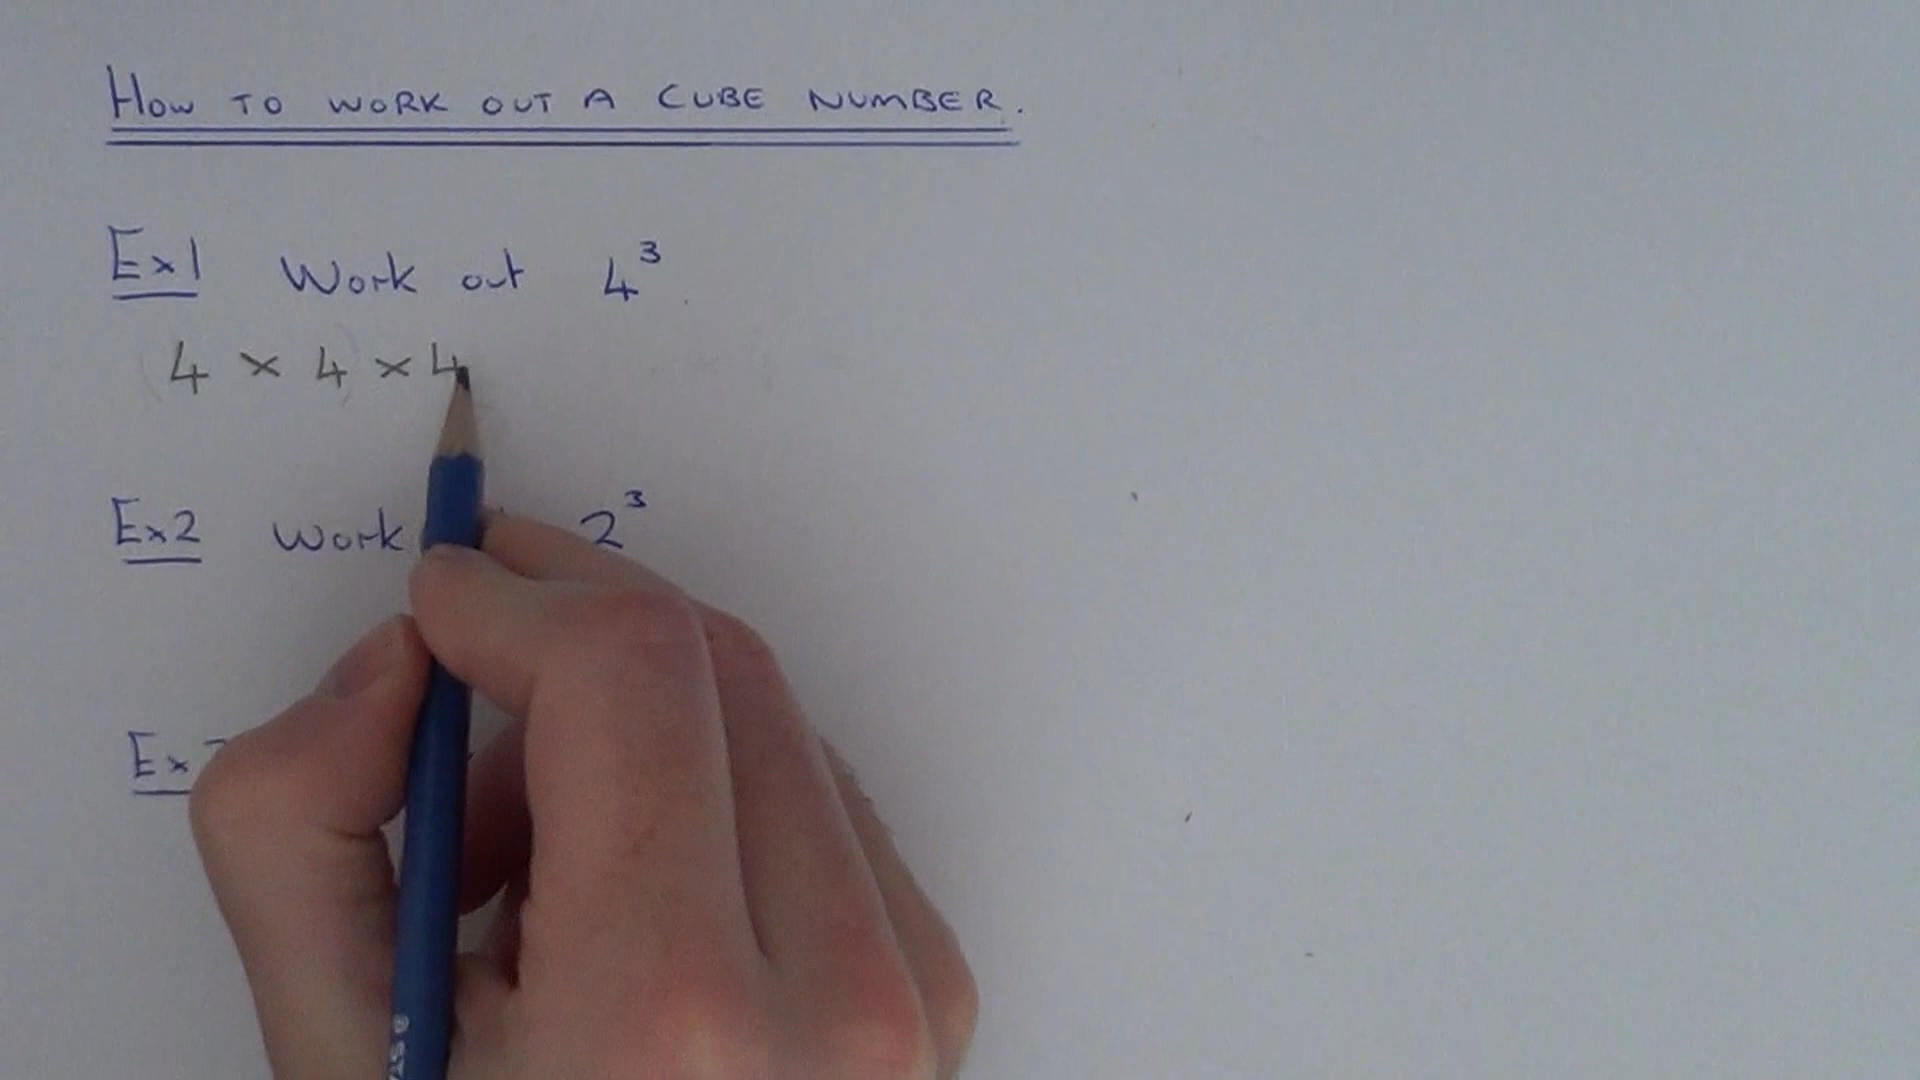 How TO WORK OUT A CUBE NUMBER.
Ex1 Work out 4³
4 × 4 × 4
Ex2 Work 2³
Ex